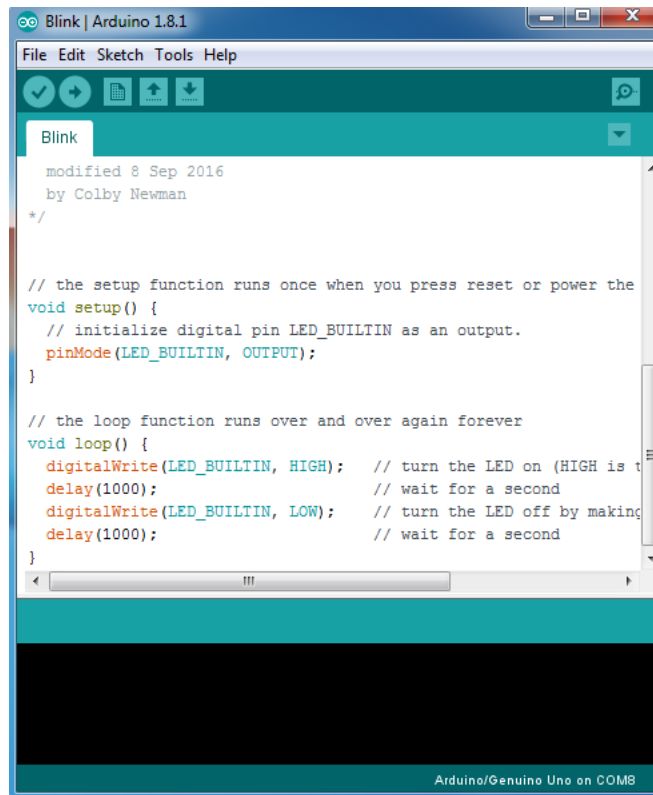 Blink | Arduino 1.8.1
File Edit Sketch Tools Help
Blink
modified 8 Sep 2016
by Colby Newman
*/
// the setup function runs once when you press reset or power the
void setup() {
// initialize digital pin LED_BUILTIN as an output.
pinMode(LED_BUILTIN, OUTPUT);
}
// the loop function runs over and over again forever
void loop() {
digitalWrite(LED_BUILTIN, HIGH); // turn the LED on (HIGH is t
delay(1000); // wait for a second
digitalWrite(LED_BUILTIN, LOW); // turn the LED off by making
delay(1000); // wait for a second
}
Arduino/Genuino Uno on COM8